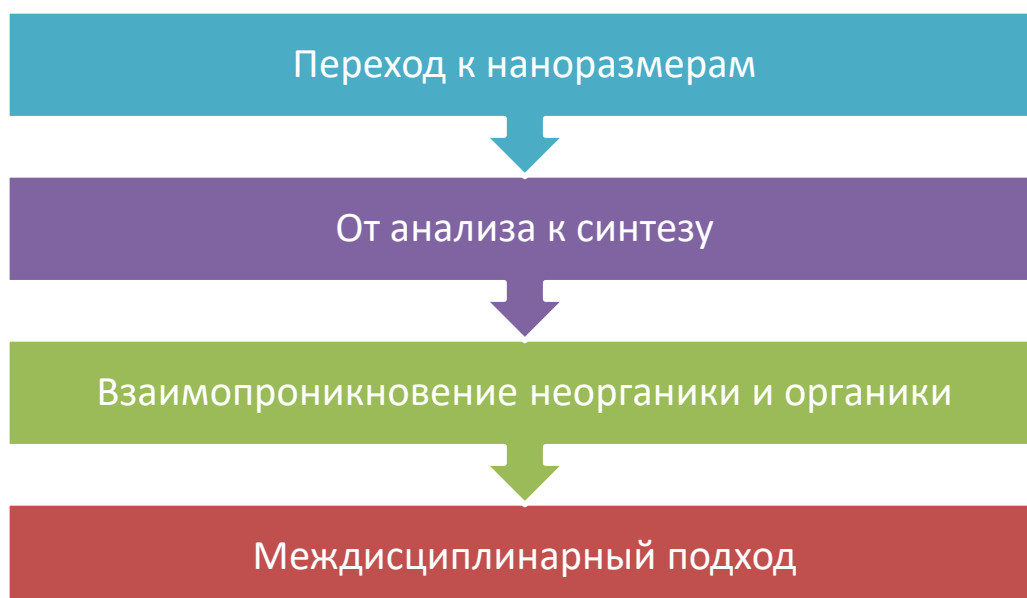 Переход к наноразмерам
От анализа к синтезу
Взаимопроникновение неорганики и органики
Междисциплинарный подход